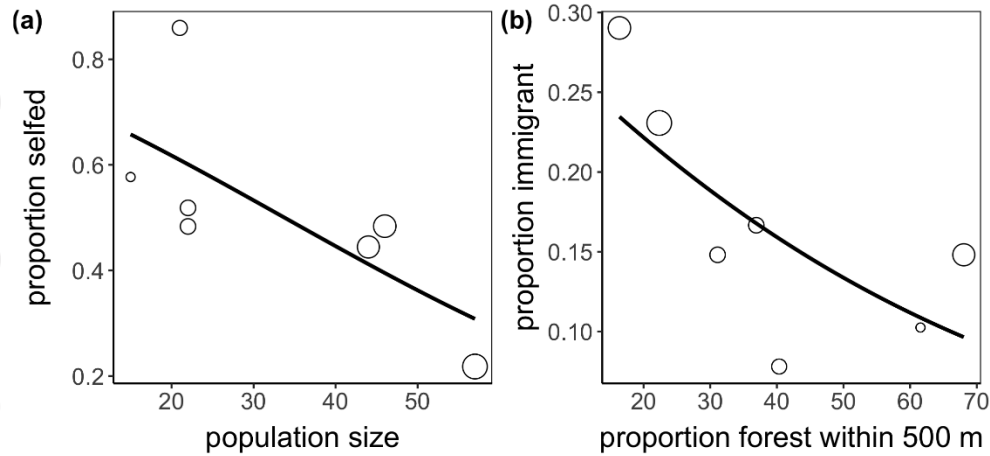 (a)
proportion selfed
0.8
0.6
0.4
0.2
20 30 40 50
population size
(b)
proportion immigrant
0.30
0.25
0.20
0.15
0.10
20 30 40 50 60 70
proportion forest within 500 m